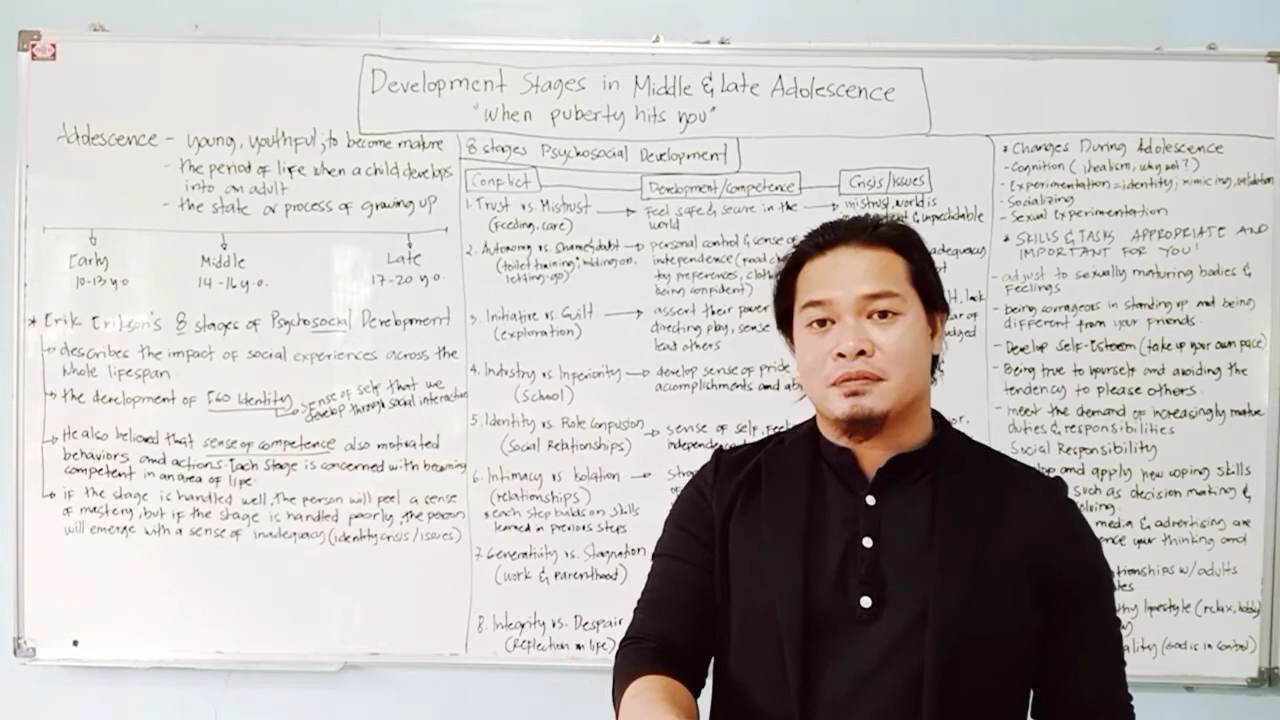 Development Stages in Middle & Late Adolescence
"When puberty hits you"
Adolescence - young, youthful, to become mature
- the period of life when a child develops
into an adult
- the state or process of growing up
Early
10-13 y.o
Middle
14-16 y.o.
Late
17-20 y.o.
* Erik Erikson's 8 stages of Psychosocial Development
describes the impact of social experiences across the
whole lifespan
the development of EGO Identity
sense of self that we
develop through social interaction
He also believed that sense of competence also motivated
behaviors and actions. Each stage is concerned with becoming
competent in an area of life.
if the stage is handled well, the person will feel a sense
of mastery, but if the stage is handled poorly, the person
will emerge with a sense of inadequacy (identity crisis / issues)
8 stages Psychosocial Development
Conflict
Development/competence
Crisis/Issues
1. Trust vs. Mistrust
(feeding, care)
feel safe & secure in the
world
mistrust, world is
& unpredictable
2. Autonomy vs. Shame & doubt
(toilet training, holding on,
letting-go)
personal control & sense of
independence (food
toy preferences,
being confident)
inadequacy
3. Initiative vs. Guilt
(exploration)
assert their power
directing play, sense
lead others
lack
of
4. Industry vs. Inferiority
(School)
develop sense of pride
accomplishments and
5. Identity vs. Role Confusion
(Social Relationships)
sense of self, feel
6. Intimacy vs Isolation
(relationships)
* each step builds on skills
learned in previous steps
7. Generativity vs. Stagnation
(work & parenthood)
8. Integrity vs. Despair
(Reflection on life)
* Changes During Adolescence
- Cognition (idealism, why not?)
- Experimentation = identity, mimicing, validation
- Socializing
- Sexual Experimentation
* SKILLS & TASKS APPROPRIATE AND
IMPORTANT FOR YOU!
- adjust to sexually maturing bodies &
feelings
- being courageous in standing up and being
different from your friends.
- Develop Self-Esteem (take up your own pace)
- Being true to yourself and avoiding the
tendency to please others.
- meet the demand of increasingly mature
duties & responsibilities
Social Responsibility
and apply new coping skills
such as decision making &
media & advertising are
your thinking and
w/ adults
lifestyle (relax, hobby)
(God is in Control)